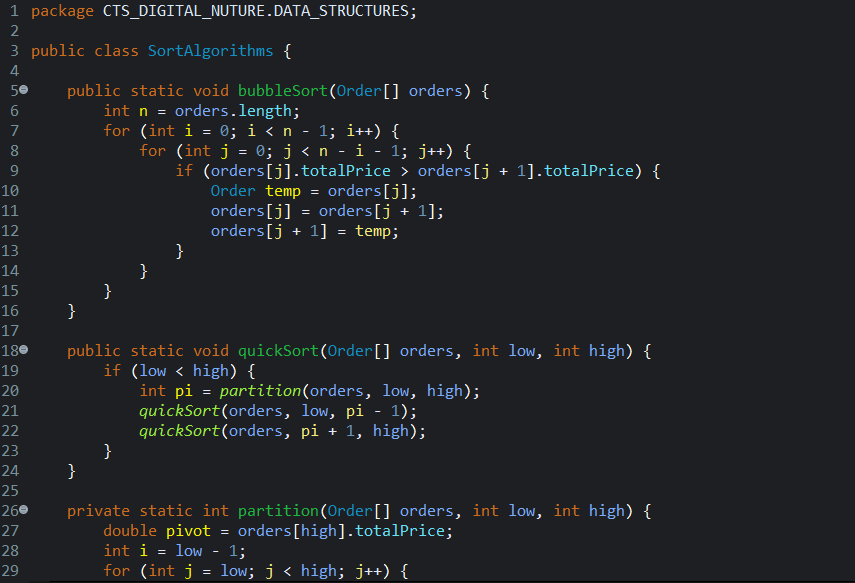 1 package CTS_DIGITAL_NUTURE.DATA_STRUCTURES;
2
3 public class SortAlgorithms {
4
5     public static void bubbleSort(Order[] orders) {
6         int n = orders.length;
7         for (int i = 0; i < n - 1; i++) {
8             for (int j = 0; j < n - i - 1; j++) {
9                 if (orders[j].totalPrice > orders[j + 1].totalPrice) {
10                     Order temp = orders[j];
11                     orders[j] = orders[j + 1];
12                     orders[j + 1] = temp;
13                 }
14             }
15         }
16     }
17
18     public static void quickSort(Order[] orders, int low, int high) {
19         if (low < high) {
20             int pi = partition(orders, low, high);
21             quickSort(orders, low, pi - 1);
22             quickSort(orders, pi + 1, high);
23         }
24     }
25
26     private static int partition(Order[] orders, int low, int high) {
27         double pivot = orders[high].totalPrice;
28         int i = low - 1;
29         for (int j = low; j < high; j++) {